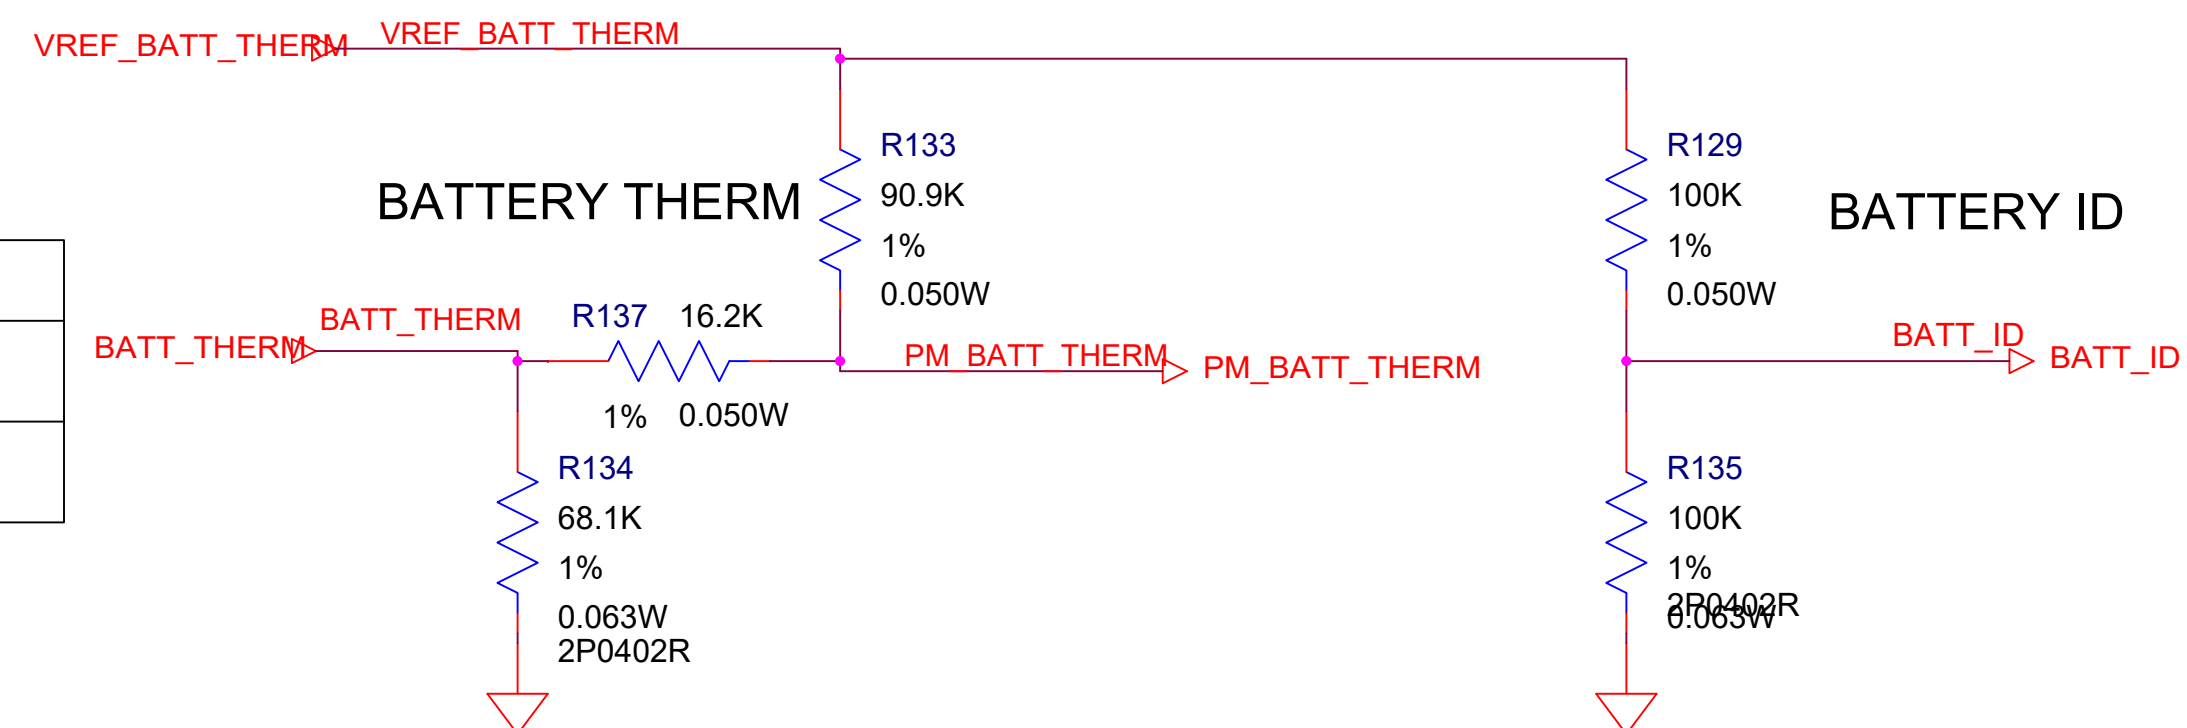 VREF_BATT_THERM
VREF_BATT_THERM
BATTERY THERM
R133
90.9K
1%
0.050W
R129
100K
1%
0.050W
BATTERY ID
BATT_THERM
BATT_THERM
R137 16.2K
1% 0.050W
PM_BATT_THERM
PM_BATT_THERM
BATT_ID
BATT_ID
R134
68.1K
1%
0.063W
2P0402R
R135
100K
1%
2P0402R
0.063W